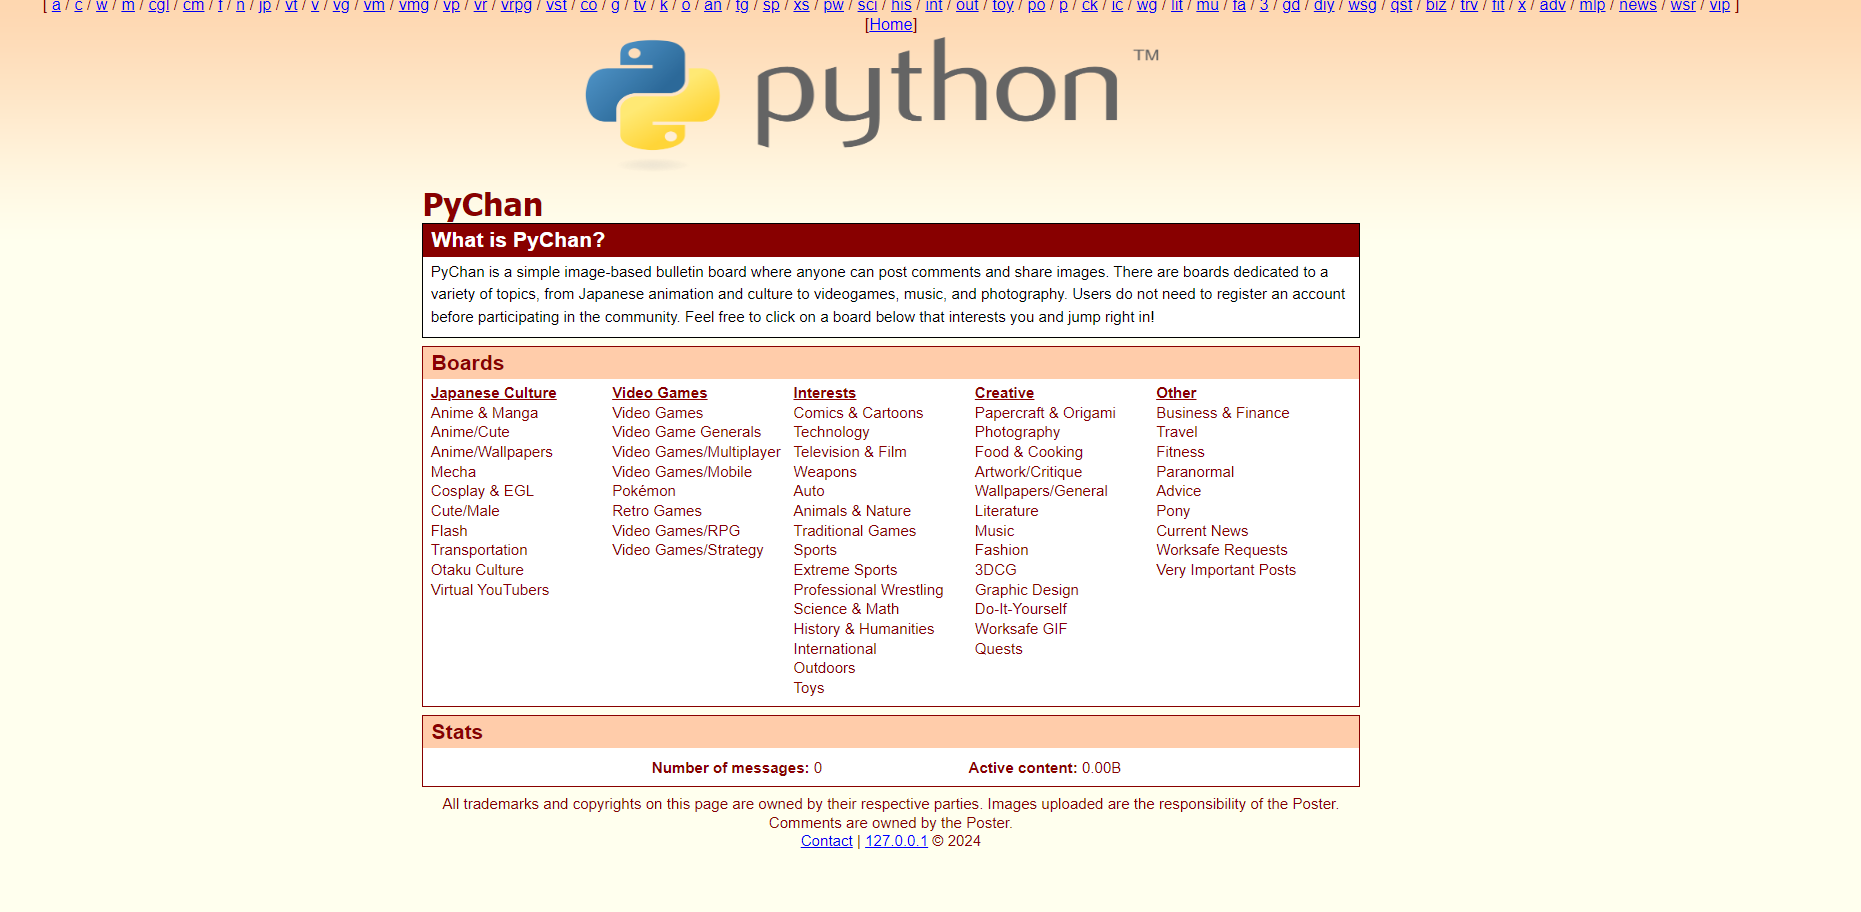 [ a / c / w / m / cgl / cm / f / n / jp / vt / v / vg / vm / vmg / vp / vr / vrpg / vst / co / g / tv / k / o / an / tg / sp / xs / pw / sci / his / int / out / toy / po / p / ck / ic / wg / lit / mu / fa / 3 / gd / diy / wsg / qst / biz / trv / fit / x / adv / mlp / news / wsr / vip ]
[Home]
python™
PyChan
What is PyChan?
PyChan is a simple image-based bulletin board where anyone can post comments and share images. There are boards dedicated to a
variety of topics, from Japanese animation and culture to videogames, music, and photography. Users do not need to register an account
before participating in the community. Feel free to click on a board below that interests you and jump right in!
Boards
Japanese Culture
Anime & Manga
Anime/Cute
Anime/Wallpapers
Mecha
Cosplay & EGL
Cute/Male
Flash
Transportation
Otaku Culture
Virtual YouTubers
Video Games
Video Games
Video Game Generals
Video Games/Multiplayer
Video Games/Mobile
Pokémon
Retro Games
Video Games/RPG
Video Games/Strategy
Interests
Comics & Cartoons
Technology
Television & Film
Weapons
Auto
Animals & Nature
Traditional Games
Sports
Extreme Sports
Professional Wrestling
Science & Math
History & Humanities
International
Outdoors
Toys
Creative
Papercraft & Origami
Photography
Food & Cooking
Artwork/Critique
Wallpapers/General
Literature
Music
Fashion
3DCG
Graphic Design
Do-It-Yourself
Worksafe GIF
Quests
Other
Business & Finance
Travel
Fitness
Paranormal
Advice
Pony
Current News
Worksafe Requests
Very Important Posts
Stats
Number of messages: 0
Active content: 0.00B
All trademarks and copyrights on this page are owned by their respective parties. Images uploaded are the responsibility of the Poster.
Comments are owned by the Poster.
Contact | 127.0.0.1 © 2024